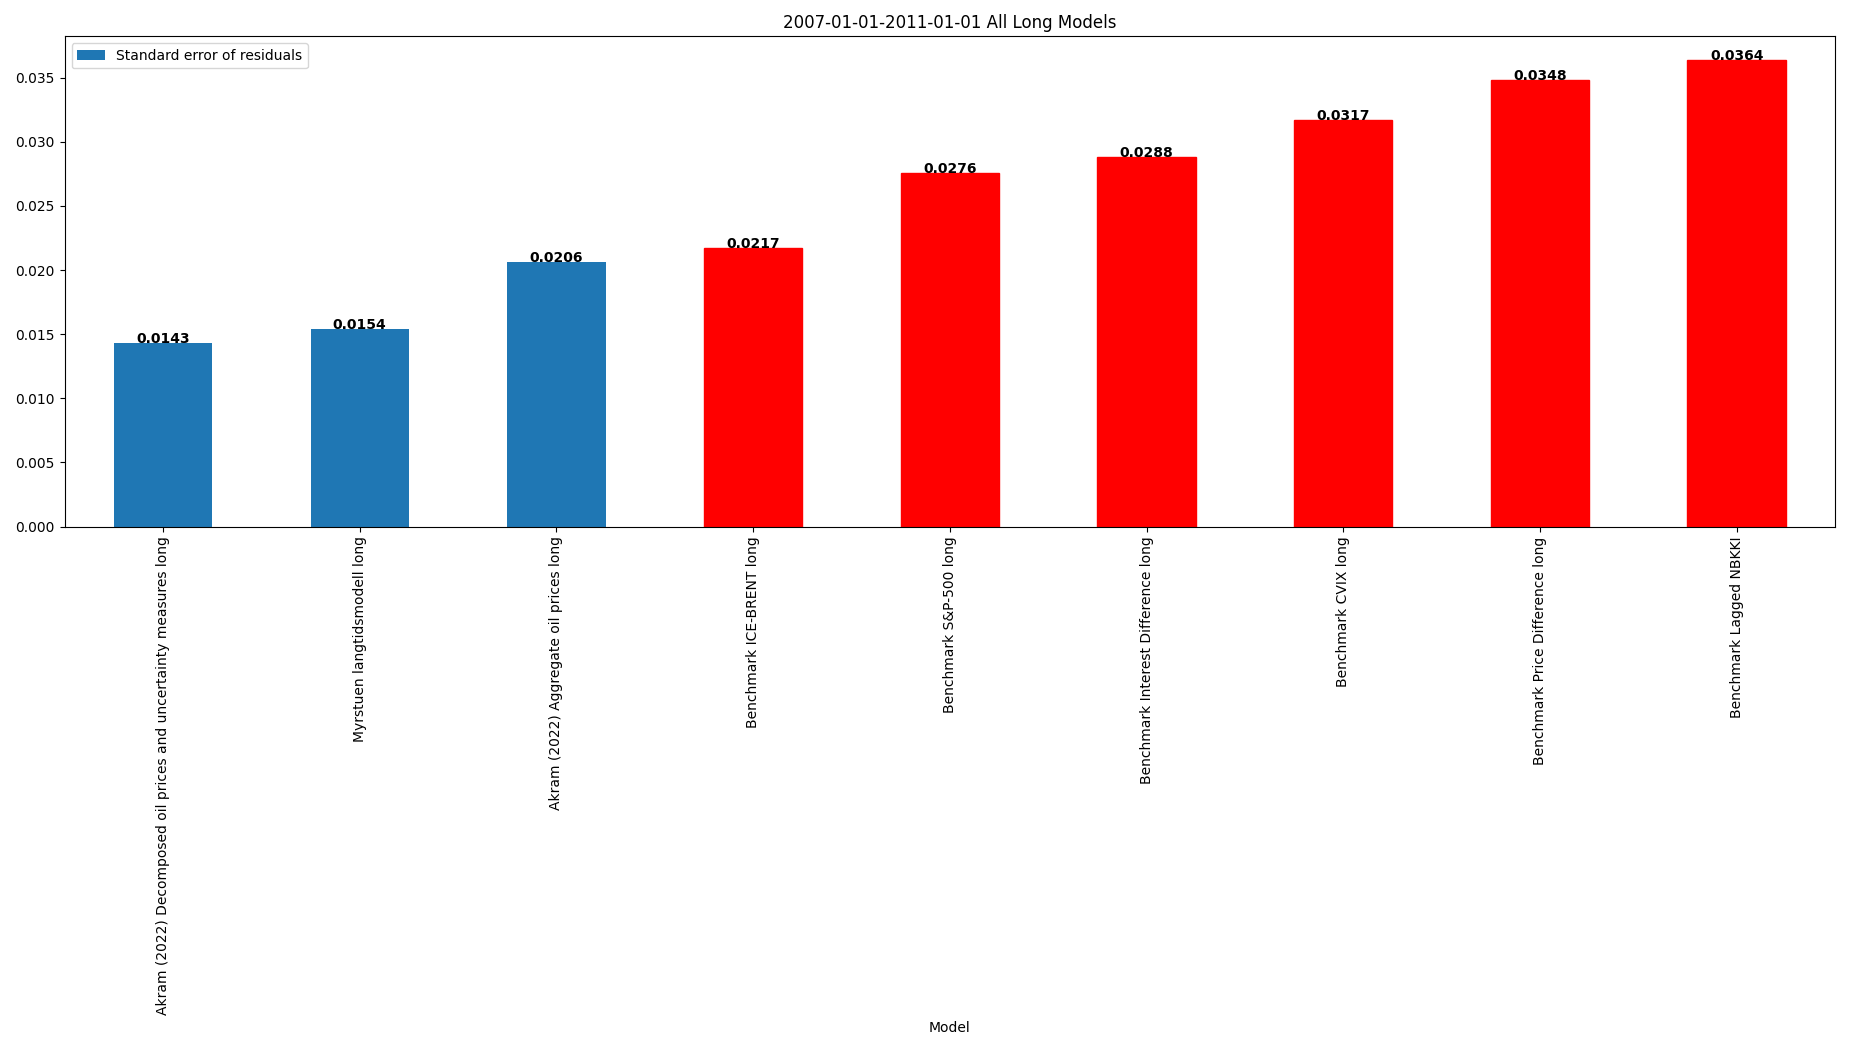 2007-01-01-2011-01-01 All Long Models
Standard error of residuals
0.035
0.030
0.025
0.020
0.015
0.010
0.005
0.000
0.0143
0.0154
0.0206
0.0217
0.0276
0.0288
0.0317
0.0348
0.0364
Akram (2022) Decomposed oil prices and uncertainty measures long
Myrstuen langtidsmodell long
Akram (2022) Aggregate oil prices long
Benchmark ICE-BRENT long
Benchmark S&P-500 long
Benchmark Interest Difference long
Benchmark CVIX long
Benchmark Price Difference long
Benchmark Lagged NBKKI
Model